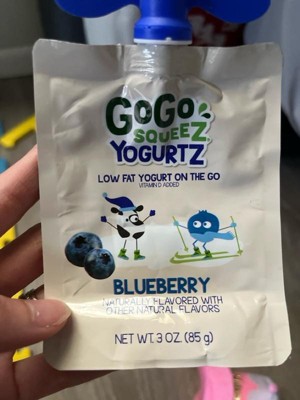 GoGo
SQUEEZ
YOGURTZ
LOW FAT YOGURT ON THE GO
VITAMIN D ADDED
BLUEBERRY
NATURALLY FLAVORED WITH
OTHER NATURAL FLAVORS
NET WT. 3 OZ. (85 g)